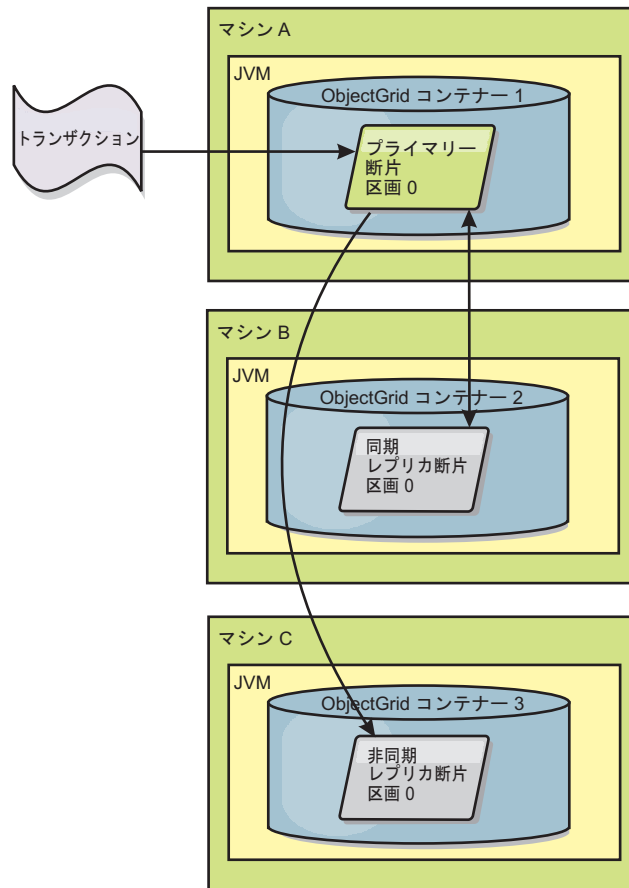 マシン A
JVM
ObjectGrid コンテナー 1
トランザクション
プライマリー
断片
区画 0
マシン B
JVM
ObjectGrid コンテナー 2
同期
レプリカ断片
区画 0
マシン C
JVM
ObjectGrid コンテナー 3
非同期
レプリカ断片
区画 0